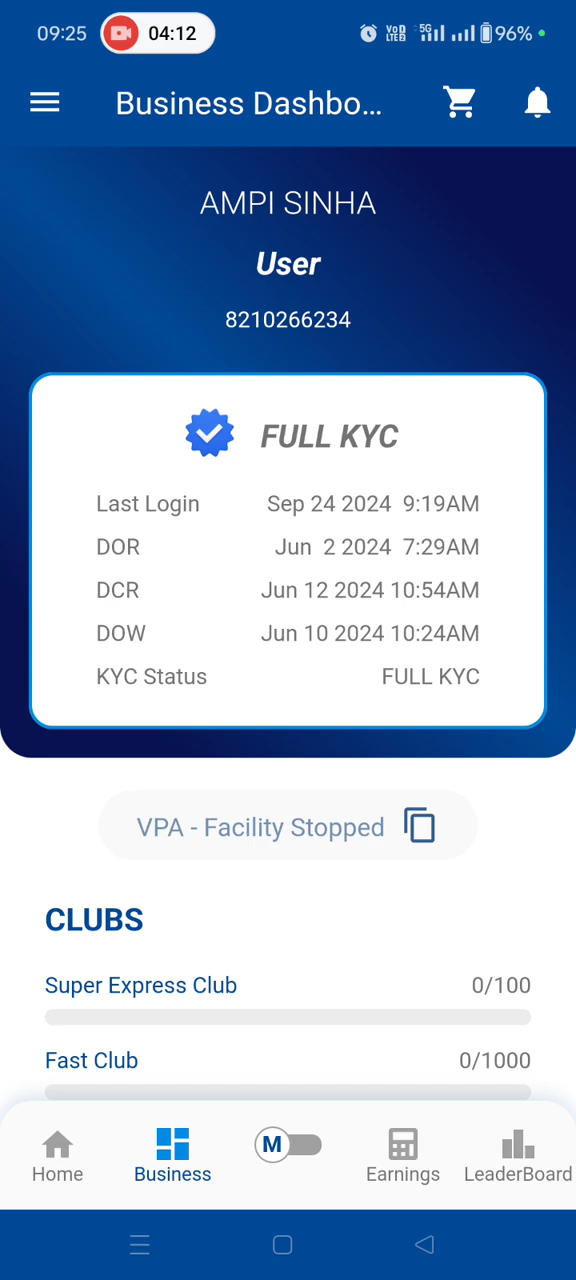 09:25 04:12 VoD LTE2 5G 96%
Business Dashbo...
AMPI SINHA
User
8210266234
FULL KYC
Last Login Sep 24 2024 9:19AM
DOR Jun 2 2024 7:29AM
DCR Jun 12 2024 10:54AM
DOW Jun 10 2024 10:24AM
KYC Status FULL KYC
VPA - Facility Stopped
CLUBS
Super Express Club 0/100
Fast Club 0/1000
M
Home Business Earnings LeaderBoard